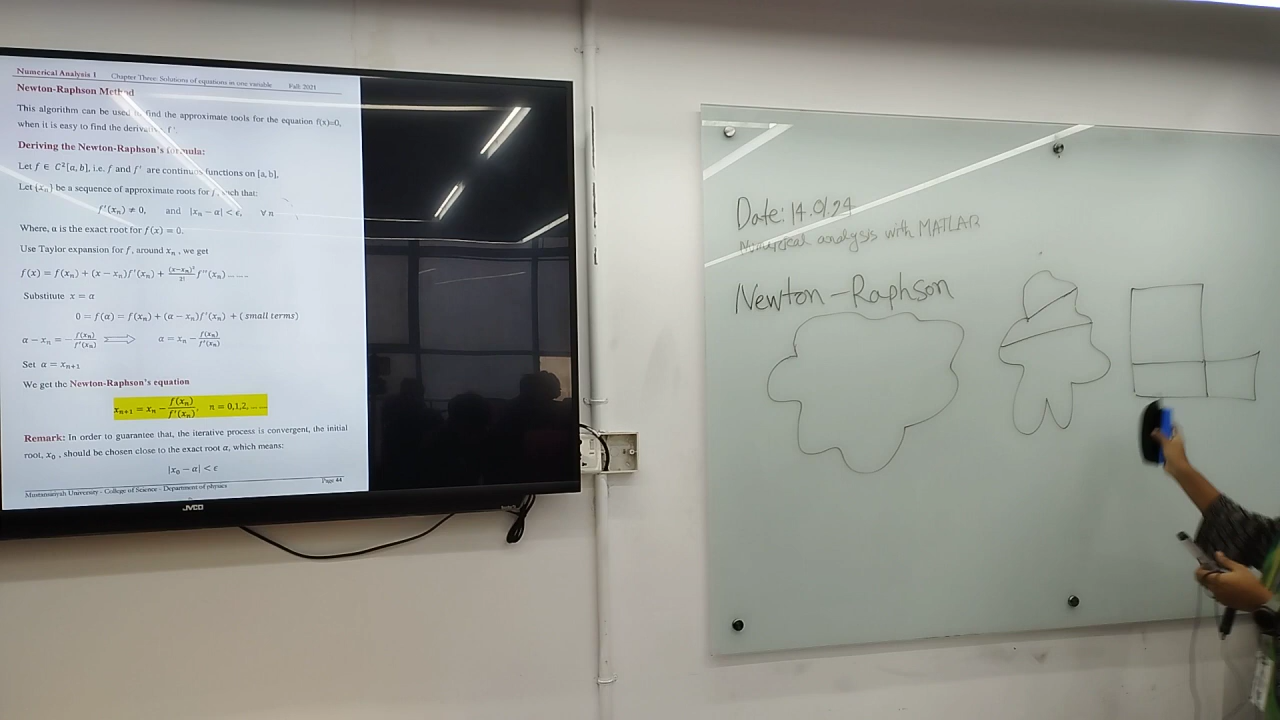 Numerical Analysis I Chapter Three: Solutions of equations in one variable Fall: 2021
Newton-Raphson Method
This algorithm can be used to find the approximate tools for the equation f(x)=0,
when it is easy to find the derivative f'.
Deriving the Newton-Raphson's formula:
Let f ∈ C²[a, b], i.e. f and f' are continuos functions on [a, b],
Let {xₙ} be a sequence of approximate roots for f, such that:
f'(xₙ) ≠ 0, and |xₙ − α| < ϵ, ∀ n
Where, α is the exact root for f(x) = 0.
Use Taylor expansion for f, around xₙ, we get
f(x) = f(xₙ) + (x − xₙ)f'(xₙ) + (x−xₙ)²/2! f''(xₙ) … … ..
Substitute x = α
0 = f(α) = f(xₙ) + (α − xₙ)f'(xₙ) + ( small terms)
α − xₙ = − f(xₙ)/f'(xₙ) ⟹ α = xₙ − f(xₙ)/f'(xₙ)
Set α = xₙ₊₁
We get the Newton-Raphson's equation
xₙ₊₁ = xₙ − f(xₙ)/f'(xₙ), n = 0,1,2, … …
Remark: In order to guarantee that, the iterative process is convergent, the initial
root, x₀ , should be chosen close to the exact root α, which means:
|x₀ − α| < ϵ
Mustansiriyah University - College of Science - Department of physics Page 44
JVCO
Date: 14.01.24
Numerical analysis with MATLAB
Newton-Raphson